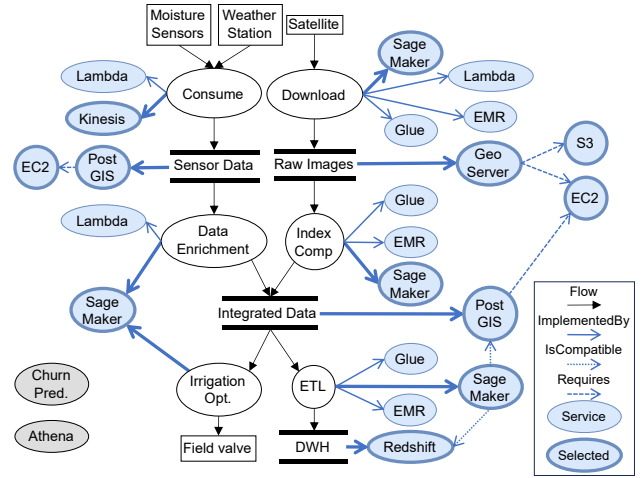 Moisture
Sensors
Weather
Station
Satellite
Sage
Maker
Lambda
Consume
Download
Lambda
Kinesis
Glue
EMR
S3
EC2
Post
GIS
Sensor Data
Raw Images
Geo
Server
EC2
Glue
Lambda
Data
Enrichment
Index
Comp
EMR
Sage
Maker
Sage
Maker
Integrated Data
Post
GIS
Flow
ImplementedBy
IsCompatible
Requires
Service
Selected
Churn
Pred.
Irrigation
Opt.
ETL
Glue
Sage
Maker
EMR
Athena
Field valve
DWH
Redshift